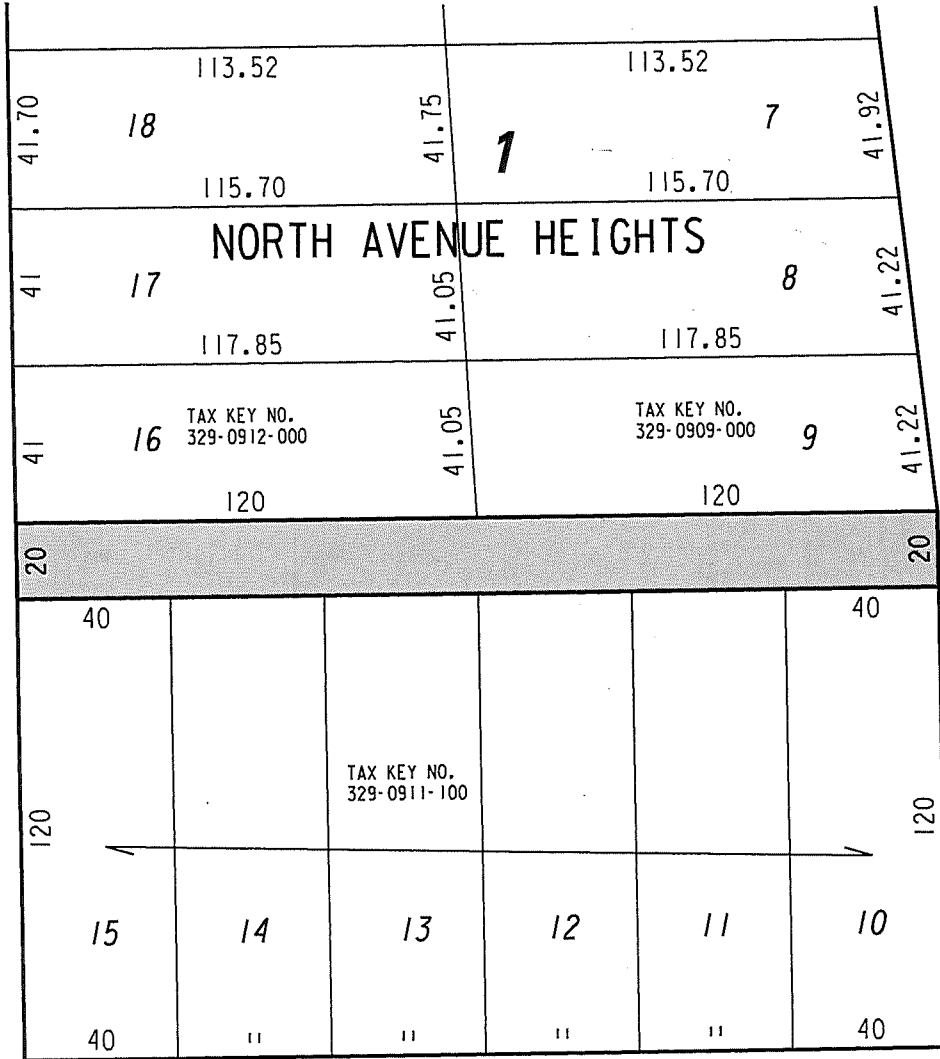 113.52 113.52
41.70 18 41.75 1 7 41.92
115.70 115.70
NORTH AVENUE HEIGHTS
41 17 41.05 8 41.22
117.85 117.85
TAX KEY NO. TAX KEY NO.
41 16 329-0912-000 41.05 329-0909-000 9 41.22
120 120
20 20
40 40
TAX KEY NO.
329-0911-100
120 120
15 14 13 12 11 10
40 " " " " 40